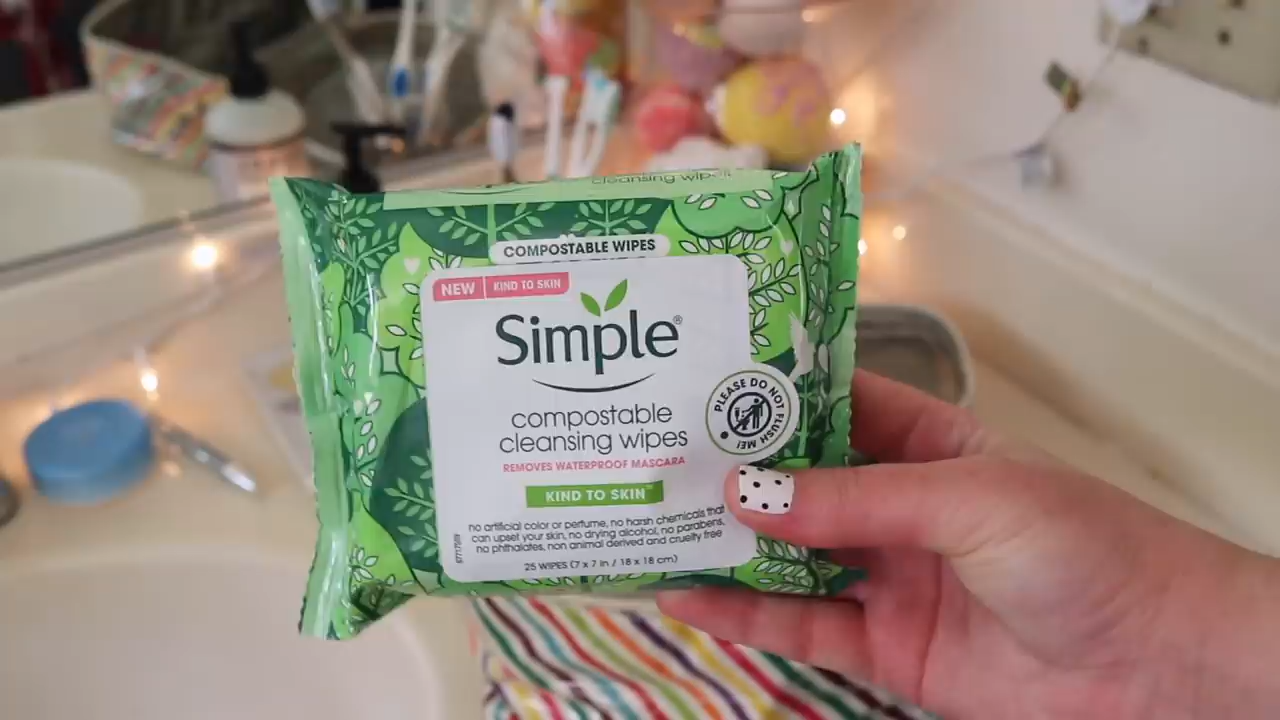 cleansing wipes
COMPOSTABLE WIPES
NEW KIND TO SKIN
Simple®
compostable
cleansing wipes
REMOVES WATERPROOF MASCARA
KIND TO SKIN™
no artificial color or perfume, no harsh chemicals that
can upset your skin, no drying alcohol, no parabens,
no phthalates, non animal derived and cruelty free
25 WIPES (7 x 7 in / 18 x 18 cm)
PLEASE DO NOT FLUSH ME!